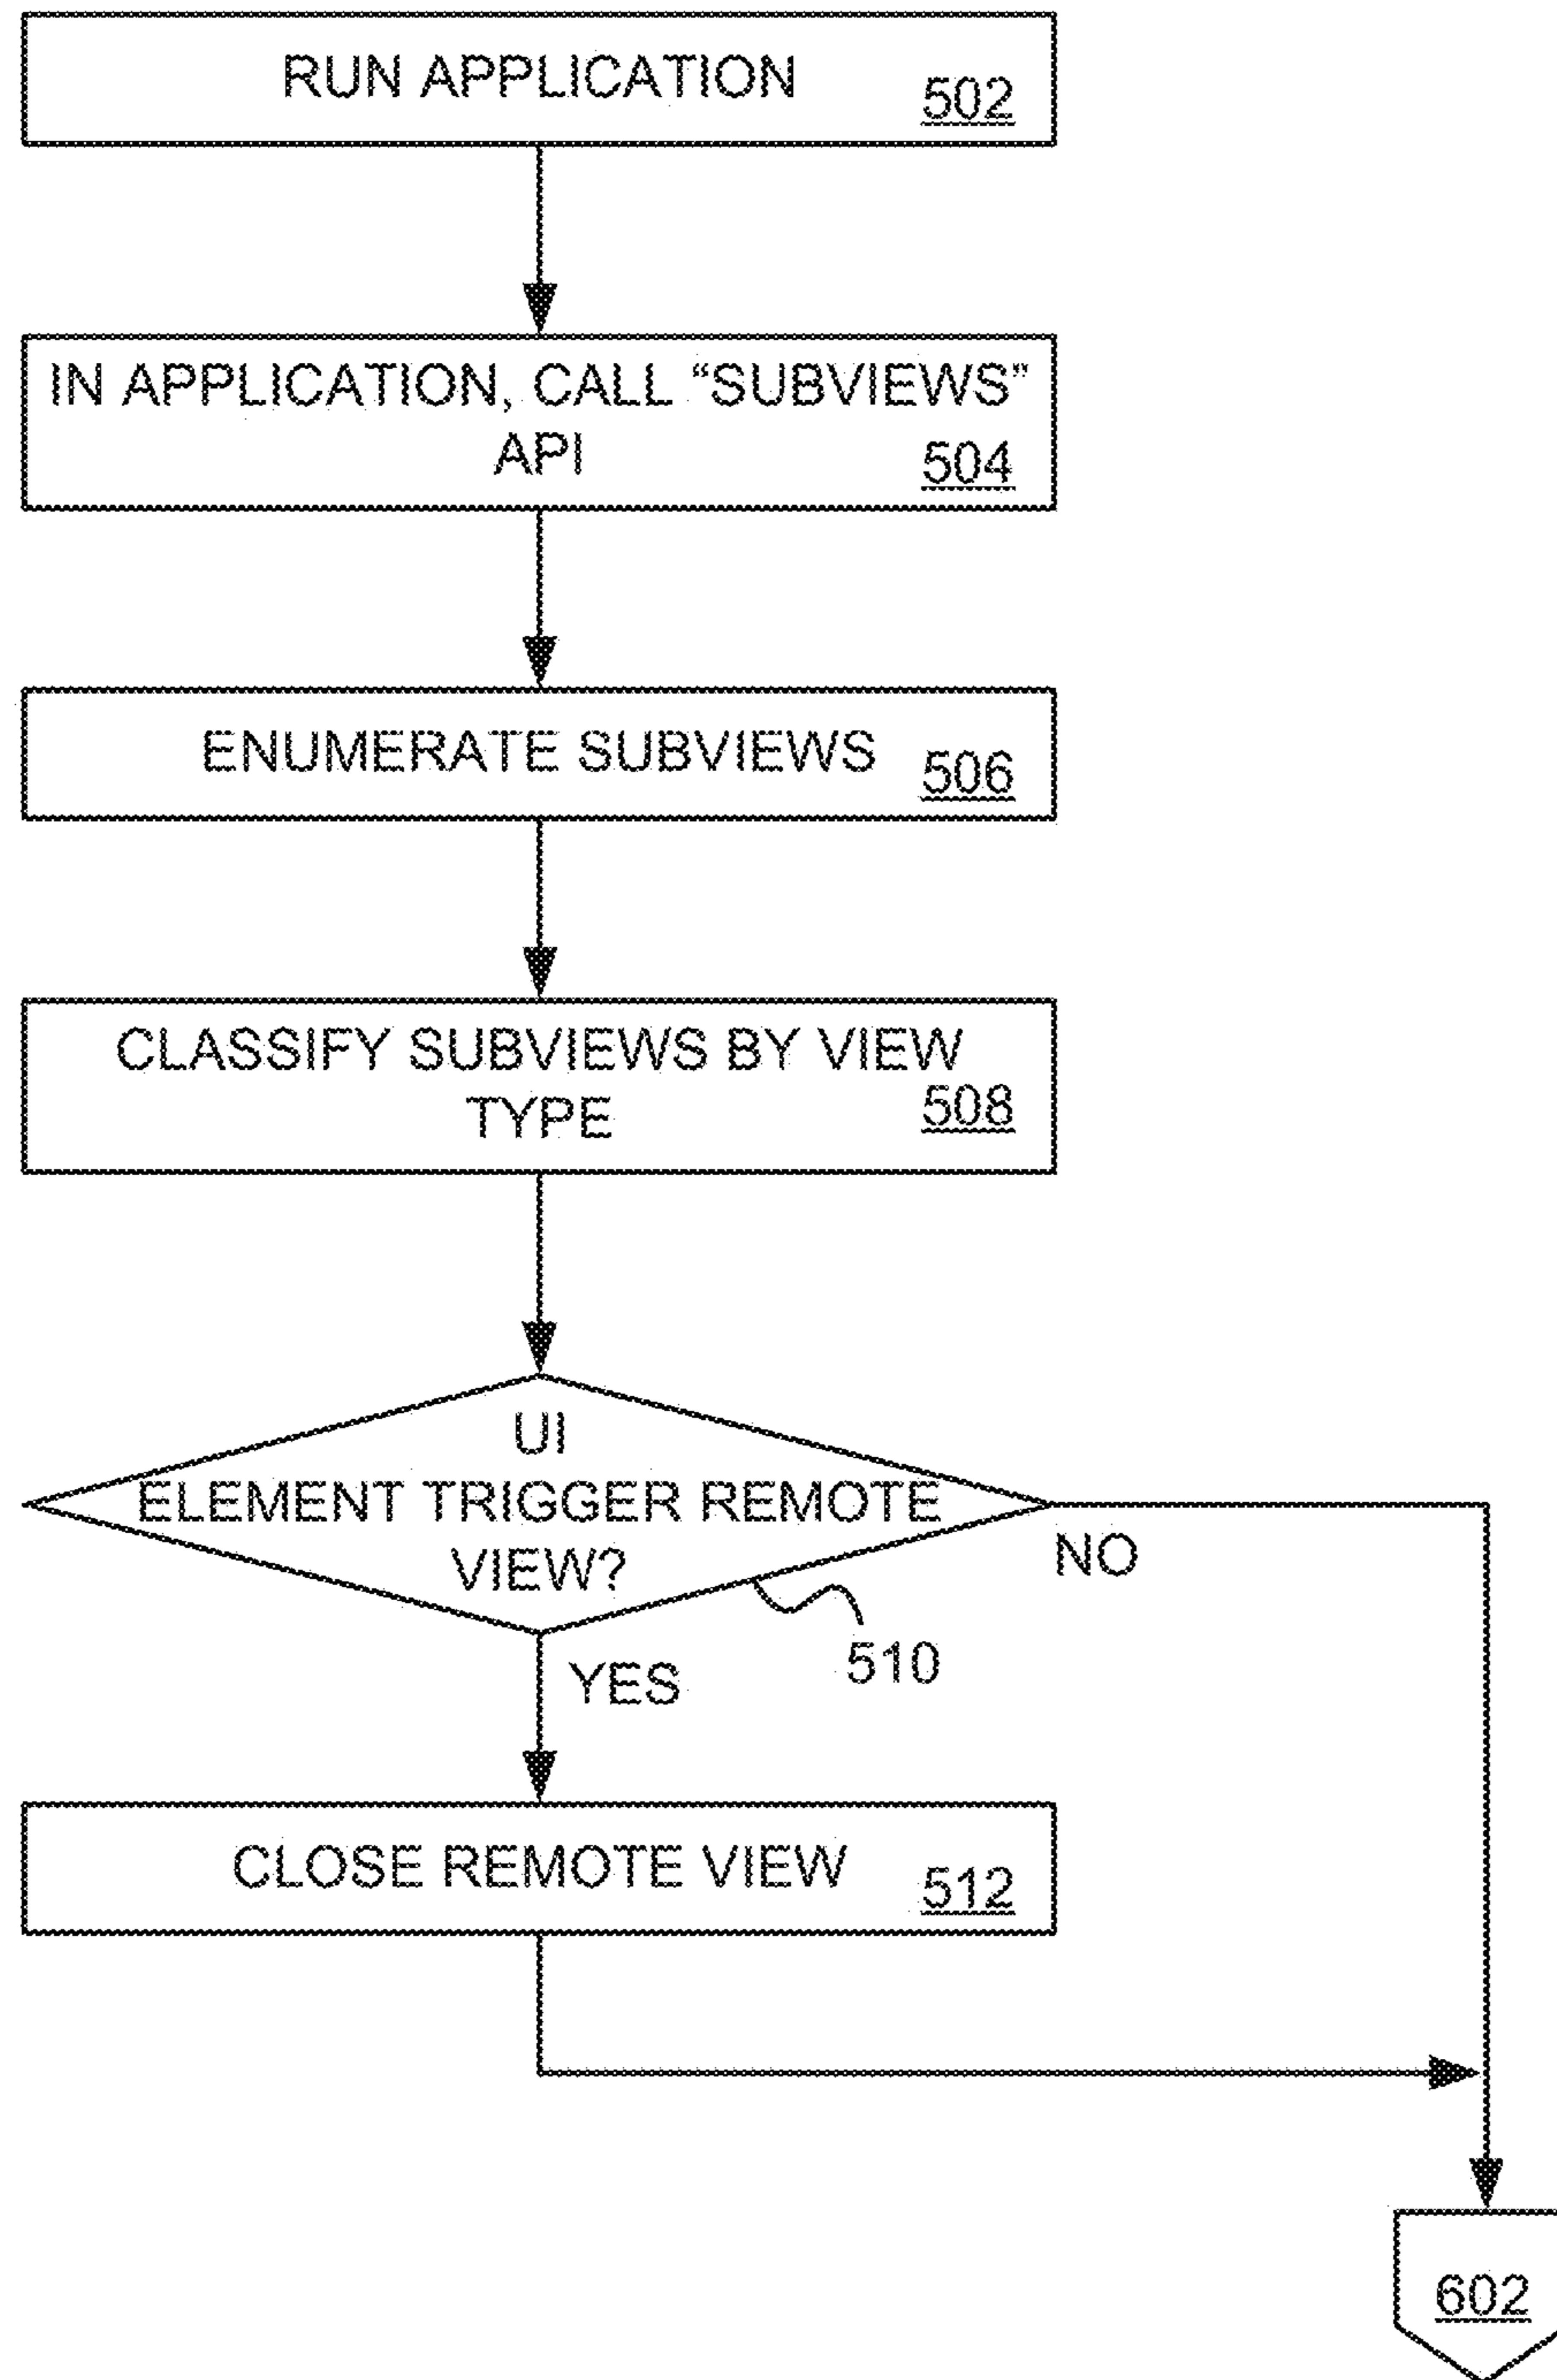 RUN APPLICATION
502
IN APPLICATION, CALL “SUBVIEWS”
API
504
ENUMERATE SUBVIEWS
506
CLASSIFY SUBVIEWS BY VIEW
TYPE
508
UI
ELEMENT TRIGGER REMOTE
VIEW?
NO
510
YES
CLOSE REMOTE VIEW
512
602